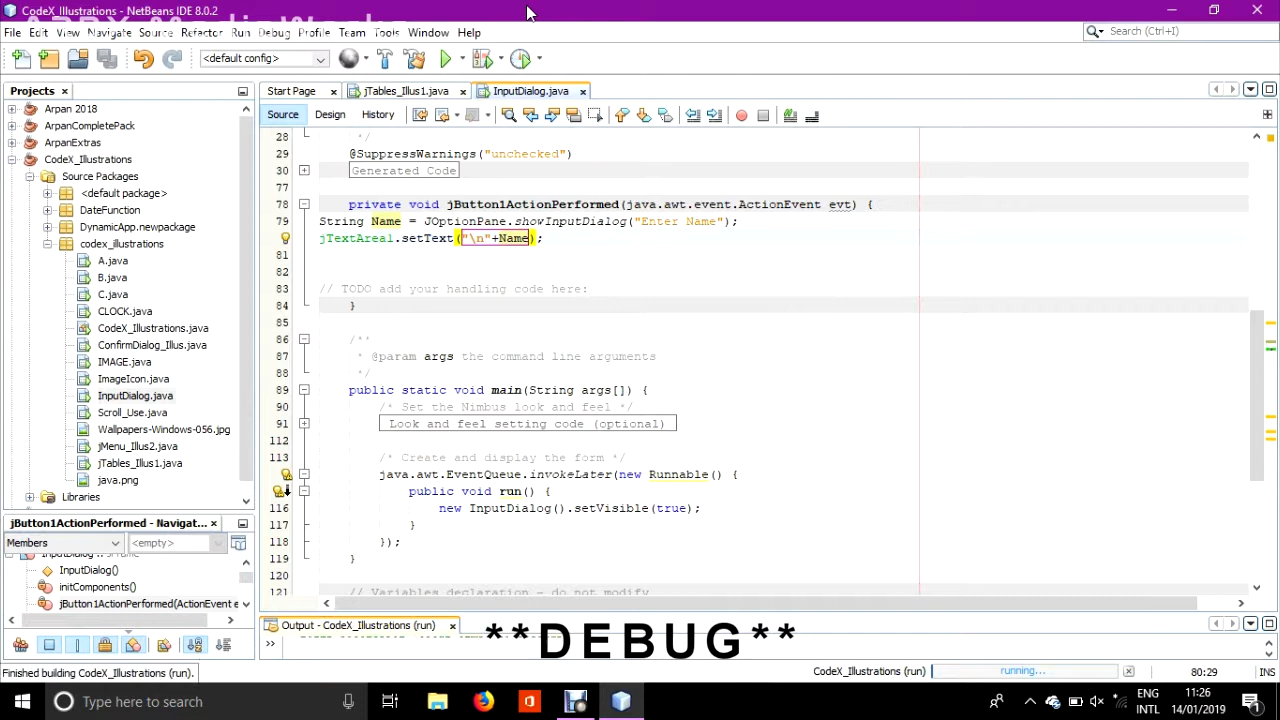 CodeX_Illustrations - NetBeans IDE 8.0.2
ARPX MediaWorks
File Edit View Navigate Source Refactor Run Debug Profile Team Tools Window Help
Search (Ctrl+I)
<default config>
Projects
Start Page
jTables_Illus1.java
InputDialog.java
Source Design History
Arpan 2018
ArpanCompletePack
ArpanExtras
CodeX_Illustrations
Source Packages
<default package>
DateFunction
DynamicApp.newpackage
codex_illustrations
A.java
B.java
C.java
CLOCK.java
CodeX_Illustrations.java
ConfirmDialog_Illus.java
IMAGE.java
ImageIcon.java
InputDialog.java
Scroll_Use.java
Wallpapers-Windows-056.jpg
jMenu_Illus2.java
jTables_Illus1.java
java.png
Libraries
28 */
29 @SuppressWarnings("unchecked")
30 Generated Code
77
78 private void jButton1ActionPerformed(java.awt.event.ActionEvent evt) {
79 String Name = JOptionPane.showInputDialog("Enter Name");
jTextArea1.setText("\n"+Name);
81
82
83 // TODO add your handling code here:
84 }
85
86 /**
87 * @param args the command line arguments
88 */
89 public static void main(String args[]) {
90 /* Set the Nimbus look and feel */
91 Look and feel setting code (optional)
112
113 /* Create and display the form */
java.awt.EventQueue.invokeLater(new Runnable() {
public void run() {
116 new InputDialog().setVisible(true);
117 }
118 });
119 }
120
121 // Variables declaration - do not modify
jButton1ActionPerformed - Navigat...
Members
<empty>
InputDialog :: JFrame
InputDialog()
initComponents()
jButton1ActionPerformed(ActionEvent e
Output - CodeX_Illustrations (run)
>>
**DEBUG**
Finished building CodeX_Illustrations (run).
CodeX_Illustrations (run)
running...
80:29
INS
Type here to search
ENG
INTL
11:26
14/01/2019